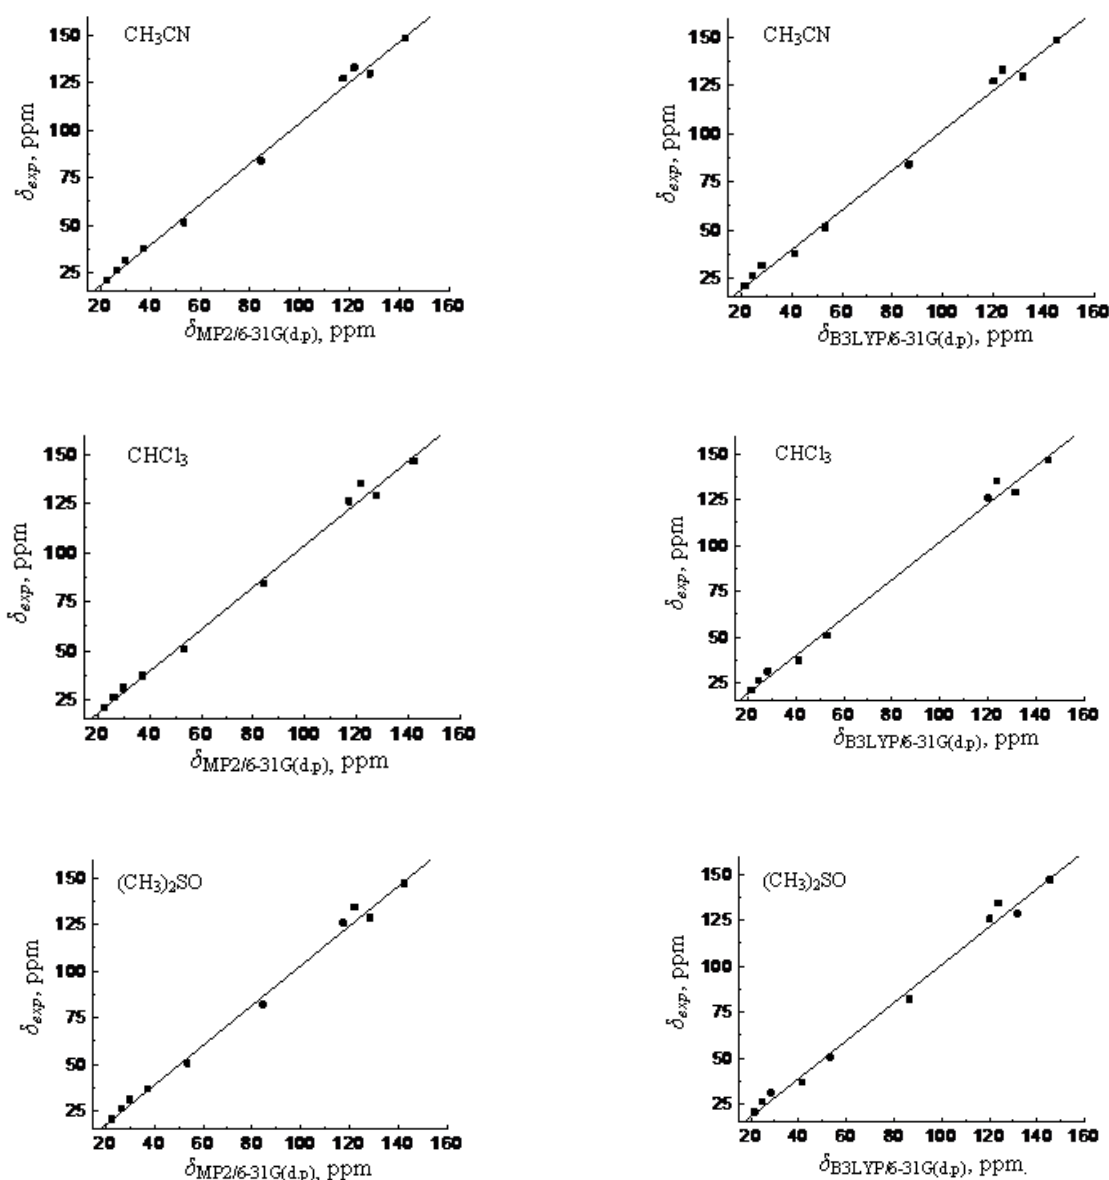 CH₃CN
150
125
100
75
50
25
δexp, ppm
20 40 60 80 100 120 140 160
δMP2/6-31G(d.p), ppm
CH₃CN
150
125
100
75
50
25
δexp, ppm
20 40 60 80 100 120 140 160
δB3LYP/6-31G(d.p), ppm
CHCl₃
150
125
100
75
50
25
δexp, ppm
20 40 60 80 100 120 140 160
δMP2/6-31G(d.p), ppm
CHCl₃
150
125
100
75
50
25
δexp, ppm
20 40 60 80 100 120 140 160
δB3LYP/6-31G(d.p), ppm
(CH₃)₂SO
150
125
100
75
50
25
δexp, ppm
20 40 60 80 100 120 140 160
δMP2/6-31G(d.p), ppm
(CH₃)₂SO
150
125
100
75
50
25
δexp, ppm
20 40 60 80 100 120 140 160
δB3LYP/6-31G(d.p), ppm.